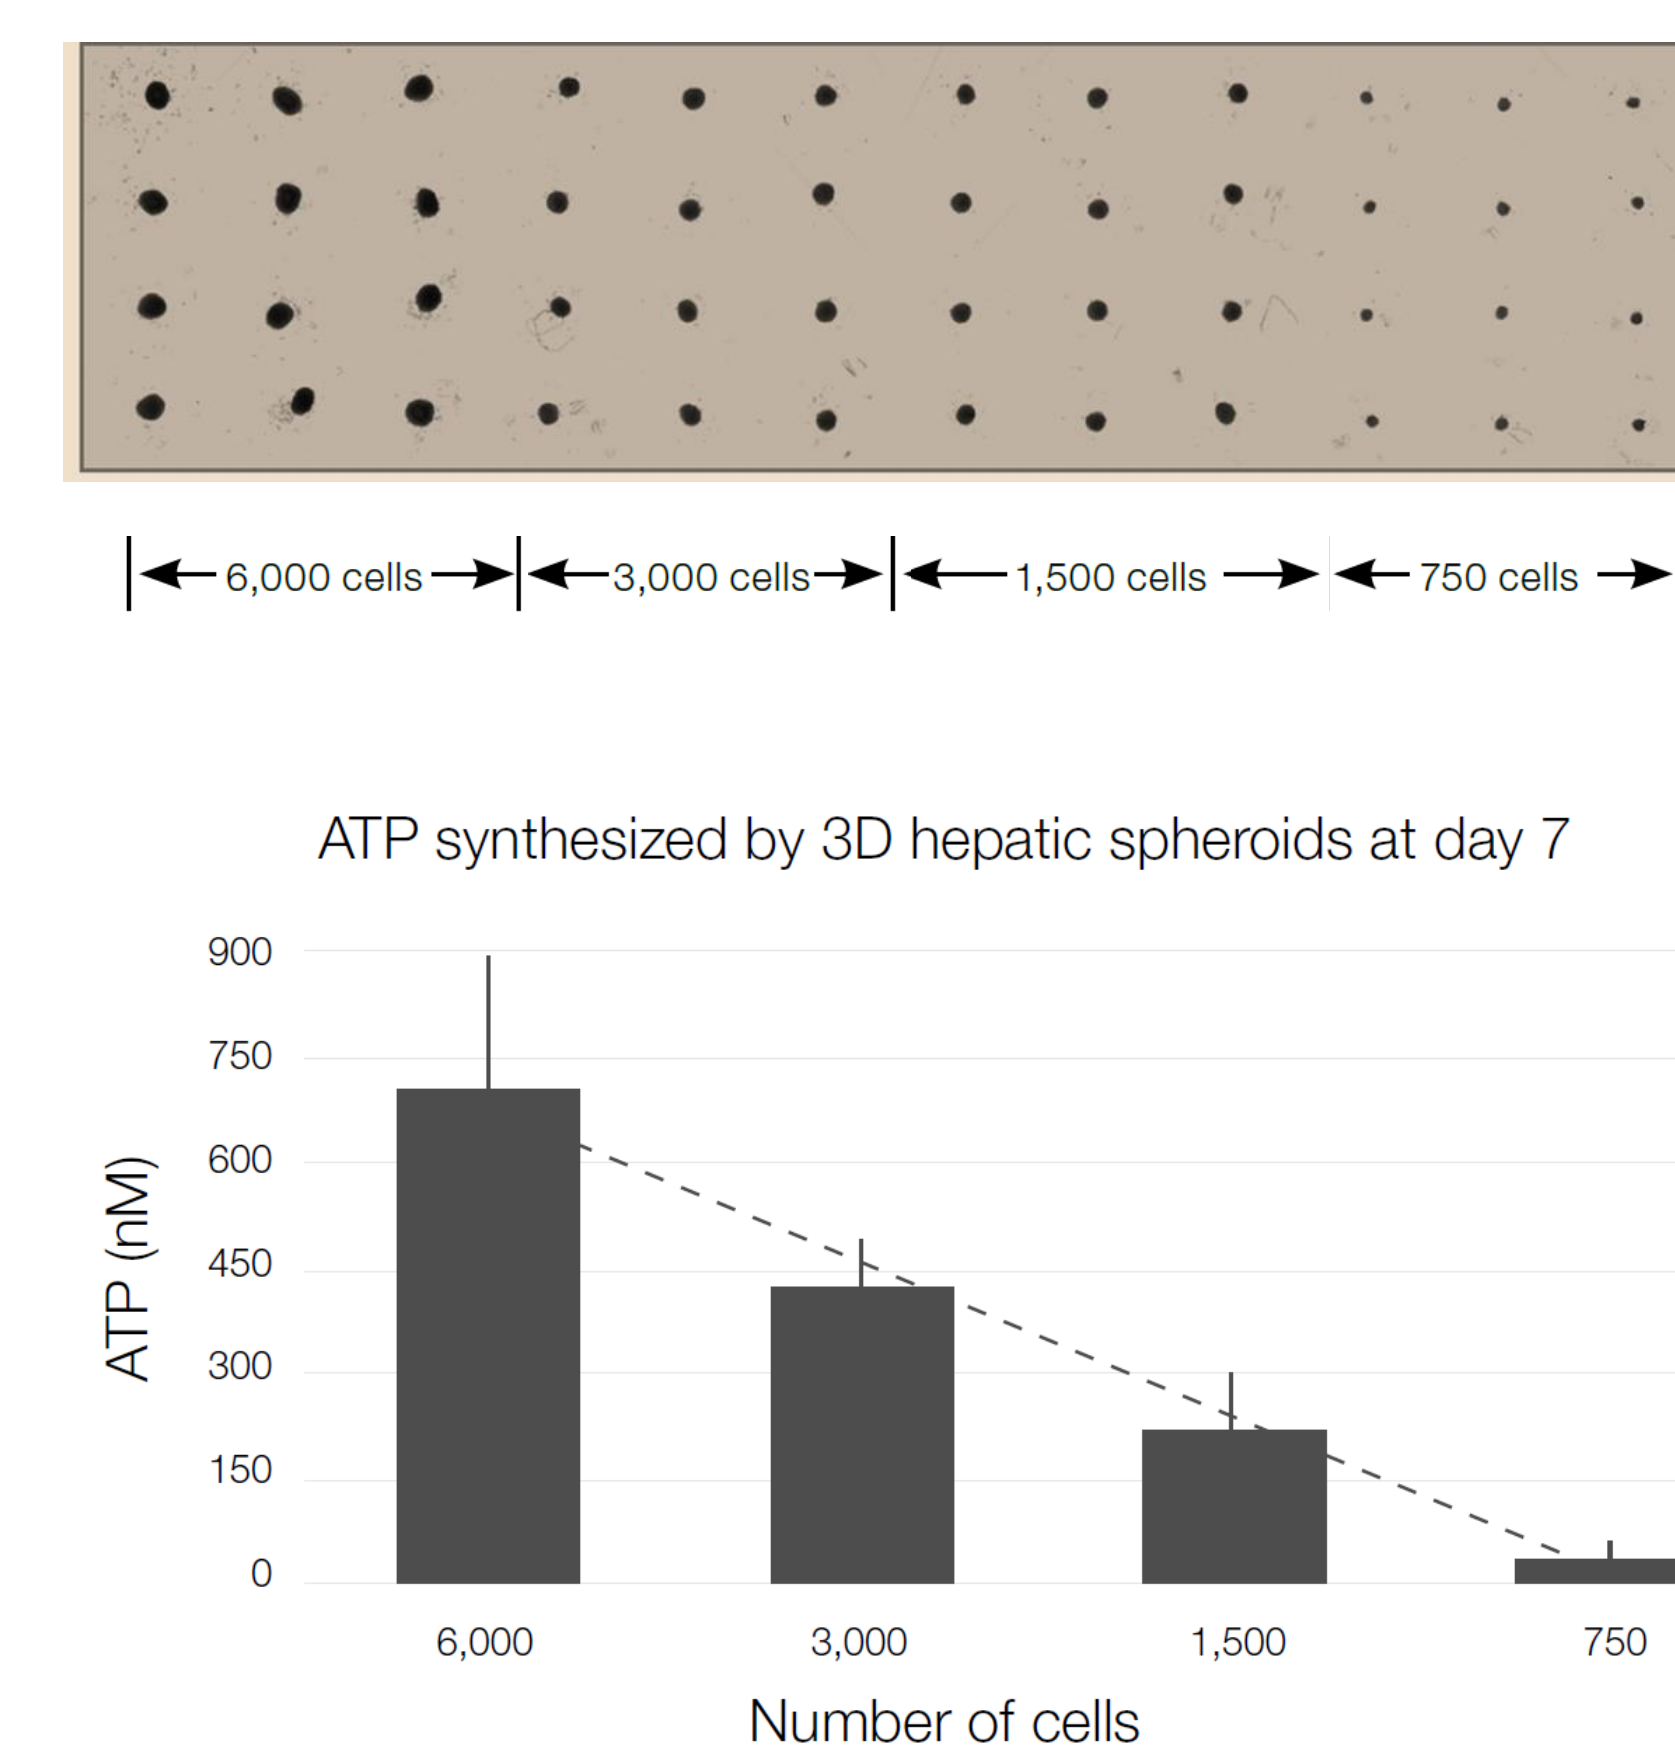 6,000 cells 3,000 cells 1,500 cells 750 cells
ATP synthesized by 3D hepatic spheroids at day 7
900
750
600
450
300
150
0
ATP (nM)
6,000 3,000 1,500 750
Number of cells